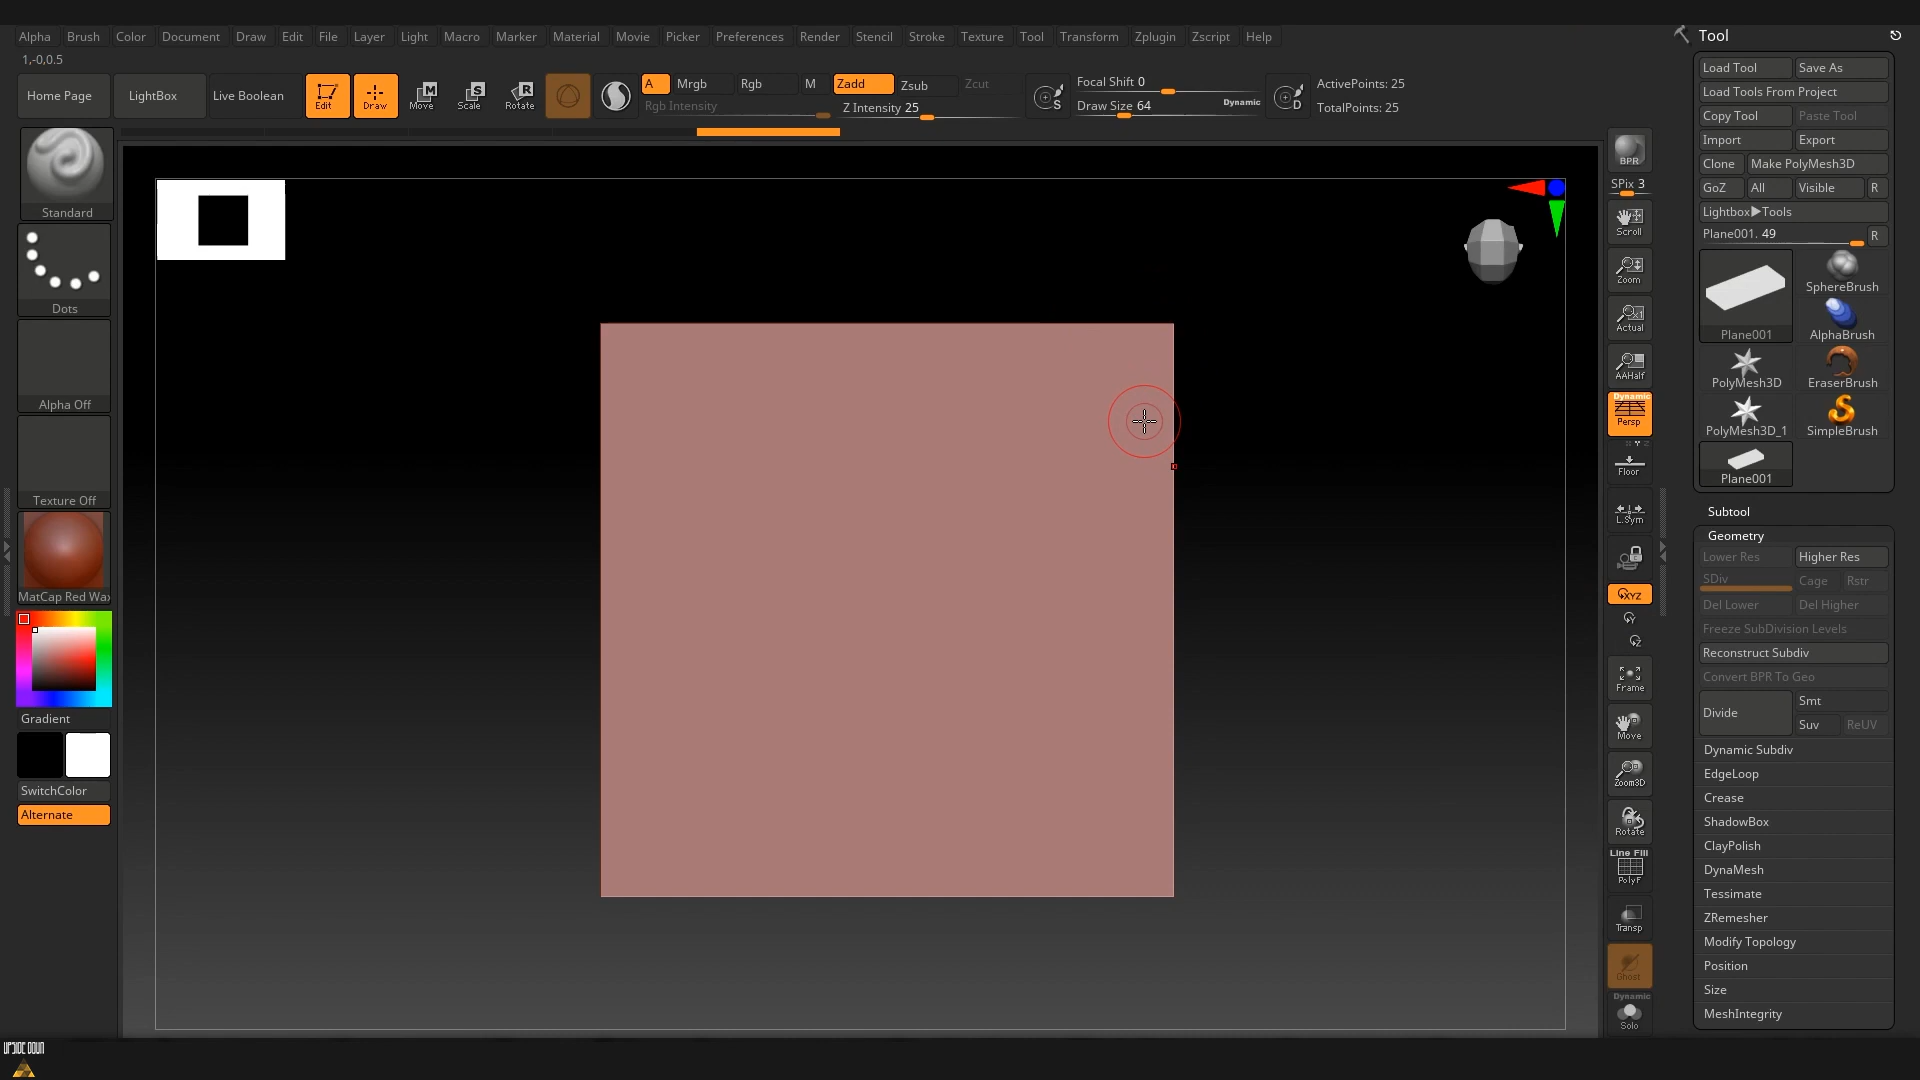 Alpha Brush Color Document Draw Edit File Layer Light Macro Marker Material Movie Picker Preferences Render Stencil Stroke Texture Tool Transform Zplugin Zscript Help
1,-0,0.5
Home Page
LightBox
Live Boolean
Edit
Draw
Move
Scale
Rotate
A
Mrgb
Rgb
M
Zadd
Zsub
Zcut
Rgb Intensity
Z Intensity 25
S
Focal Shift 0
Draw Size 64
Dynamic
D
ActivePoints: 25
TotalPoints: 25
Standard
Dots
Alpha Off
Texture Off
MatCap Red Wax
Gradient
SwitchColor
Alternate
BPR
SPix 3
Scroll
Zoom
Actual
AAHalf
Dynamic
Persp
Floor
L.Sym
XYZ
Y
Z
Frame
Move
Zoom3D
Rotate
Line Fill
PolyF
Transp
Ghost
Dynamic
Solo
Tool
Load Tool Save As
Load Tools From Project
Copy Tool Paste Tool
Import Export
Clone Make PolyMesh3D
GoZ All Visible R
Lightbox▶Tools
Plane001. 49 R
Plane001
SphereBrush
AlphaBrush
PolyMesh3D EraserBrush
PolyMesh3D_1 SimpleBrush
Plane001
Subtool
Geometry
Lower Res Higher Res
SDiv Cage Rstr
Del Lower Del Higher
Freeze SubDivision Levels
Reconstruct Subdiv
Convert BPR To Geo
Divide
Smt
Suv ReUV
Dynamic Subdiv
EdgeLoop
Crease
ShadowBox
ClayPolish
DynaMesh
Tessimate
ZRemesher
Modify Topology
Position
Size
MeshIntegrity
UPSIDE DOWN